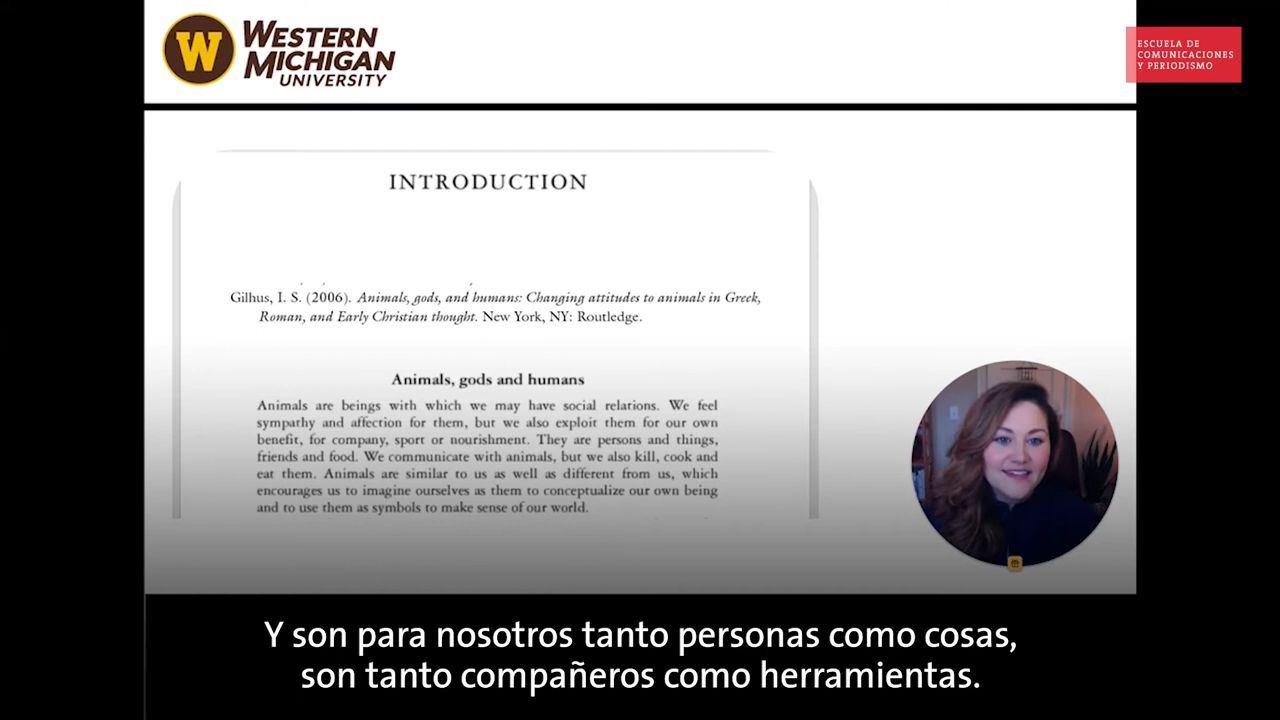 W
WESTERN
MICHIGAN
UNIVERSITY
ESCUELA DE
COMUNICACIONES
Y PERIODISMO
INTRODUCTION
Gilhus, I. S. (2006). Animals, gods, and humans: Changing attitudes to animals in Greek,
Roman, and Early Christian thought. New York, NY: Routledge.
Animals, gods and humans
Animals are beings with which we may have social relations. We feel
sympathy and affection for them, but we also exploit them for our own
benefit, for company, sport or nourishment. They are persons and things,
friends and food. We communicate with animals, but we also kill, cook and
eat them. Animals are similar to us as well as different from us, which
encourages us to imagine ourselves as them to conceptualize our own being
and to use them as symbols to make sense of our world.
Y son para nosotros tanto personas como cosas,
son tanto compañeros como herramientas.